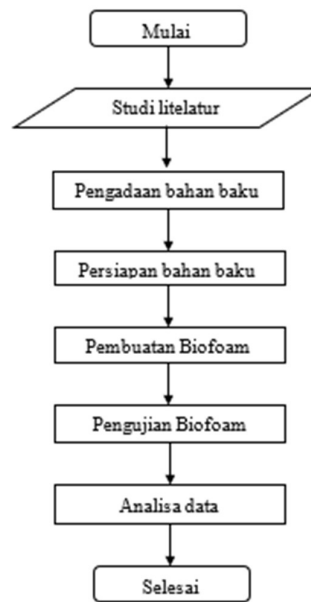 Mulai
Studi litelatur
Pengadaan bahan baku
Persiapan bahan baku
Pembuatan Biofoam
Pengujian Biofoam
Analisa data
Selesai